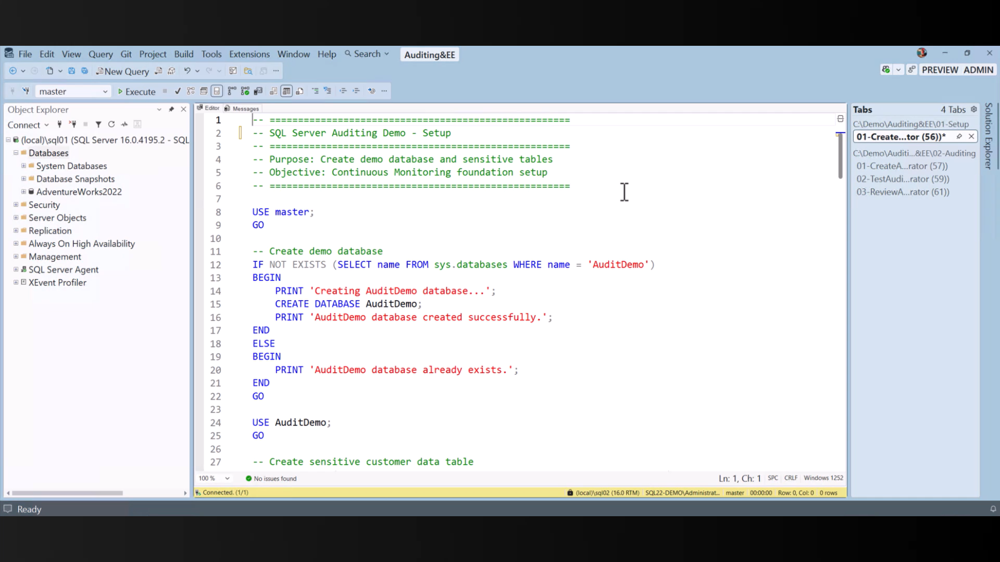 File Edit View Query Git Project Build Tools Extensions Window Help Search Auditing&EE
New Query PREVIEW ADMIN
master Execute
Object Explorer
Connect
(local)\sql01 (SQL Server 16.0.4195.2 - SQL
Databases
System Databases
Database Snapshots
AdventureWorks2022
Security
Server Objects
Replication
Always On High Availability
Management
SQL Server Agent
XEvent Profiler
Editor Messages
1 -- =====================================================
2 -- SQL Server Auditing Demo - Setup
3 -- =====================================================
4 -- Purpose: Create demo database and sensitive tables
5 -- Objective: Continuous Monitoring foundation setup
6 -- =====================================================
7
8 USE master;
9 GO
10
11 -- Create demo database
12 IF NOT EXISTS (SELECT name FROM sys.databases WHERE name = 'AuditDemo')
13 BEGIN
14 PRINT 'Creating AuditDemo database...';
15 CREATE DATABASE AuditDemo;
16 PRINT 'AuditDemo database created successfully.';
17 END
18 ELSE
19 BEGIN
20 PRINT 'AuditDemo database already exists.';
21 END
22 GO
23
24 USE AuditDemo;
25 GO
26
27 -- Create sensitive customer data table
100 % No issues found Ln: 1, Ch: 1 SPC CRLF Windows 1252
Connected. (1/1) (local)\sql02 (16.0 RTM) SQL22-DEMO\Administrat... master 00:00:00 Row: 0, Col: 0 0 rows
Tabs 4 Tabs
C:\Demo\Auditing&EE\01-Setup
01-Create...tor (56))*
C:\Demo\Auditi...&EE\02-Auditing
01-CreateA...rator (57))
02-TestAudi...rator (59))
03-ReviewA...rator (61))
Solution Explorer
Ready